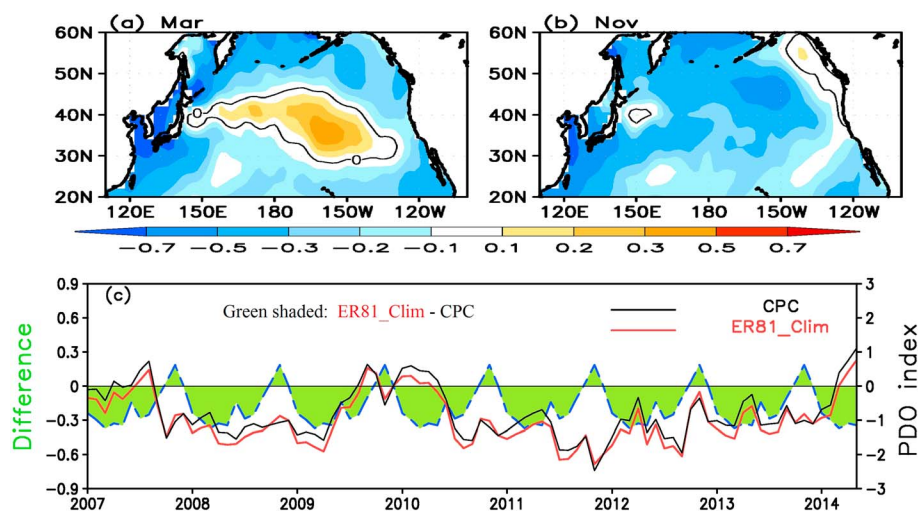 (a) Mar
(b) Nov
60N
50N
40N
30N
20N
0
0
120E 150E 180 150W 120W
60N
50N
40N
30N
20N
0
120E 150E 180 150W 120W
-0.7 -0.5 -0.3 -0.2 -0.1 0.1 0.2 0.3 0.5 0.7
(c)
Green shaded: ER81_Clim - CPC
CPC
ER81_Clim
Difference
0.9
0.6
0.3
0
-0.3
-0.6
-0.9
3
2
1
0
-1
-2
-3
PDO index
2007 2008 2009 2010 2011 2012 2013 2014